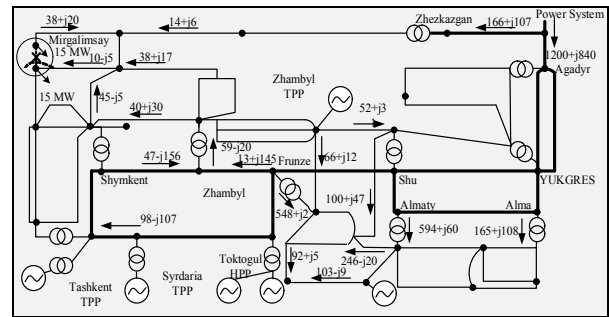 38+j20
14+j6
Zhezkazgan
166+j107
Power System
Mirgalimsay
15 MW
10-j5
38+j17
1200+j840
Agadyr
Zhambyl
TPP
15 MW
45-j5
40+j30
52+j3
59-j20
47-j156
13+j145
Frunze
66+j12
Shymkent
Zhambyl
Shu
YUKGRES
100+j47
548+j2
Almaty
Alma
98-j107
594+j60
165+j108
Toktogul
HPP
92+j5
246-j20
103-j9
Syrdaria
TPP
Tashkent
TPP